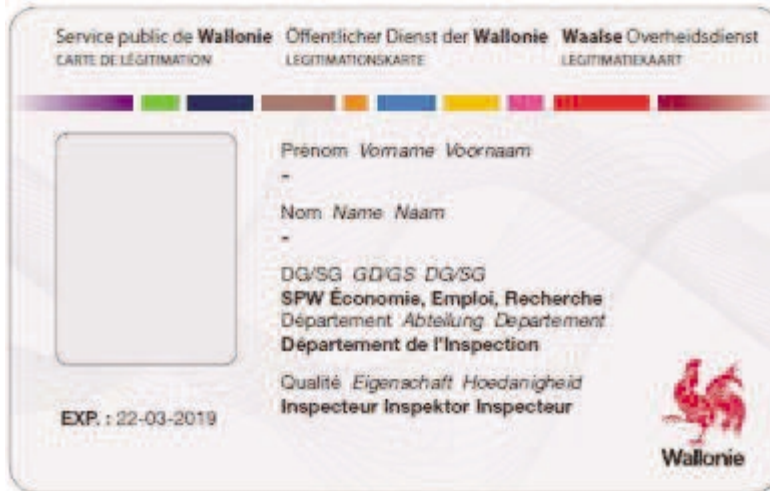 Service public de Wallonie Öffentlicher Dienst der Wallonie Waalse Overheidsdienst
CARTE DE LÉGITIMATION LEGITIMATIONSKARTE LEGITIMATIEKAART
Prénom Vorname Voornaam
-
Nom Name Naam
-
DG/SG GD/GS DG/SG
SPW Économie, Emploi, Recherche
Département Abteilung Departement
Département de l'Inspection
Qualité Eigenschaft Hoedanigheid
Inspecteur Inspektor Inspecteur
EXP. : 22-03-2019
Wallonie